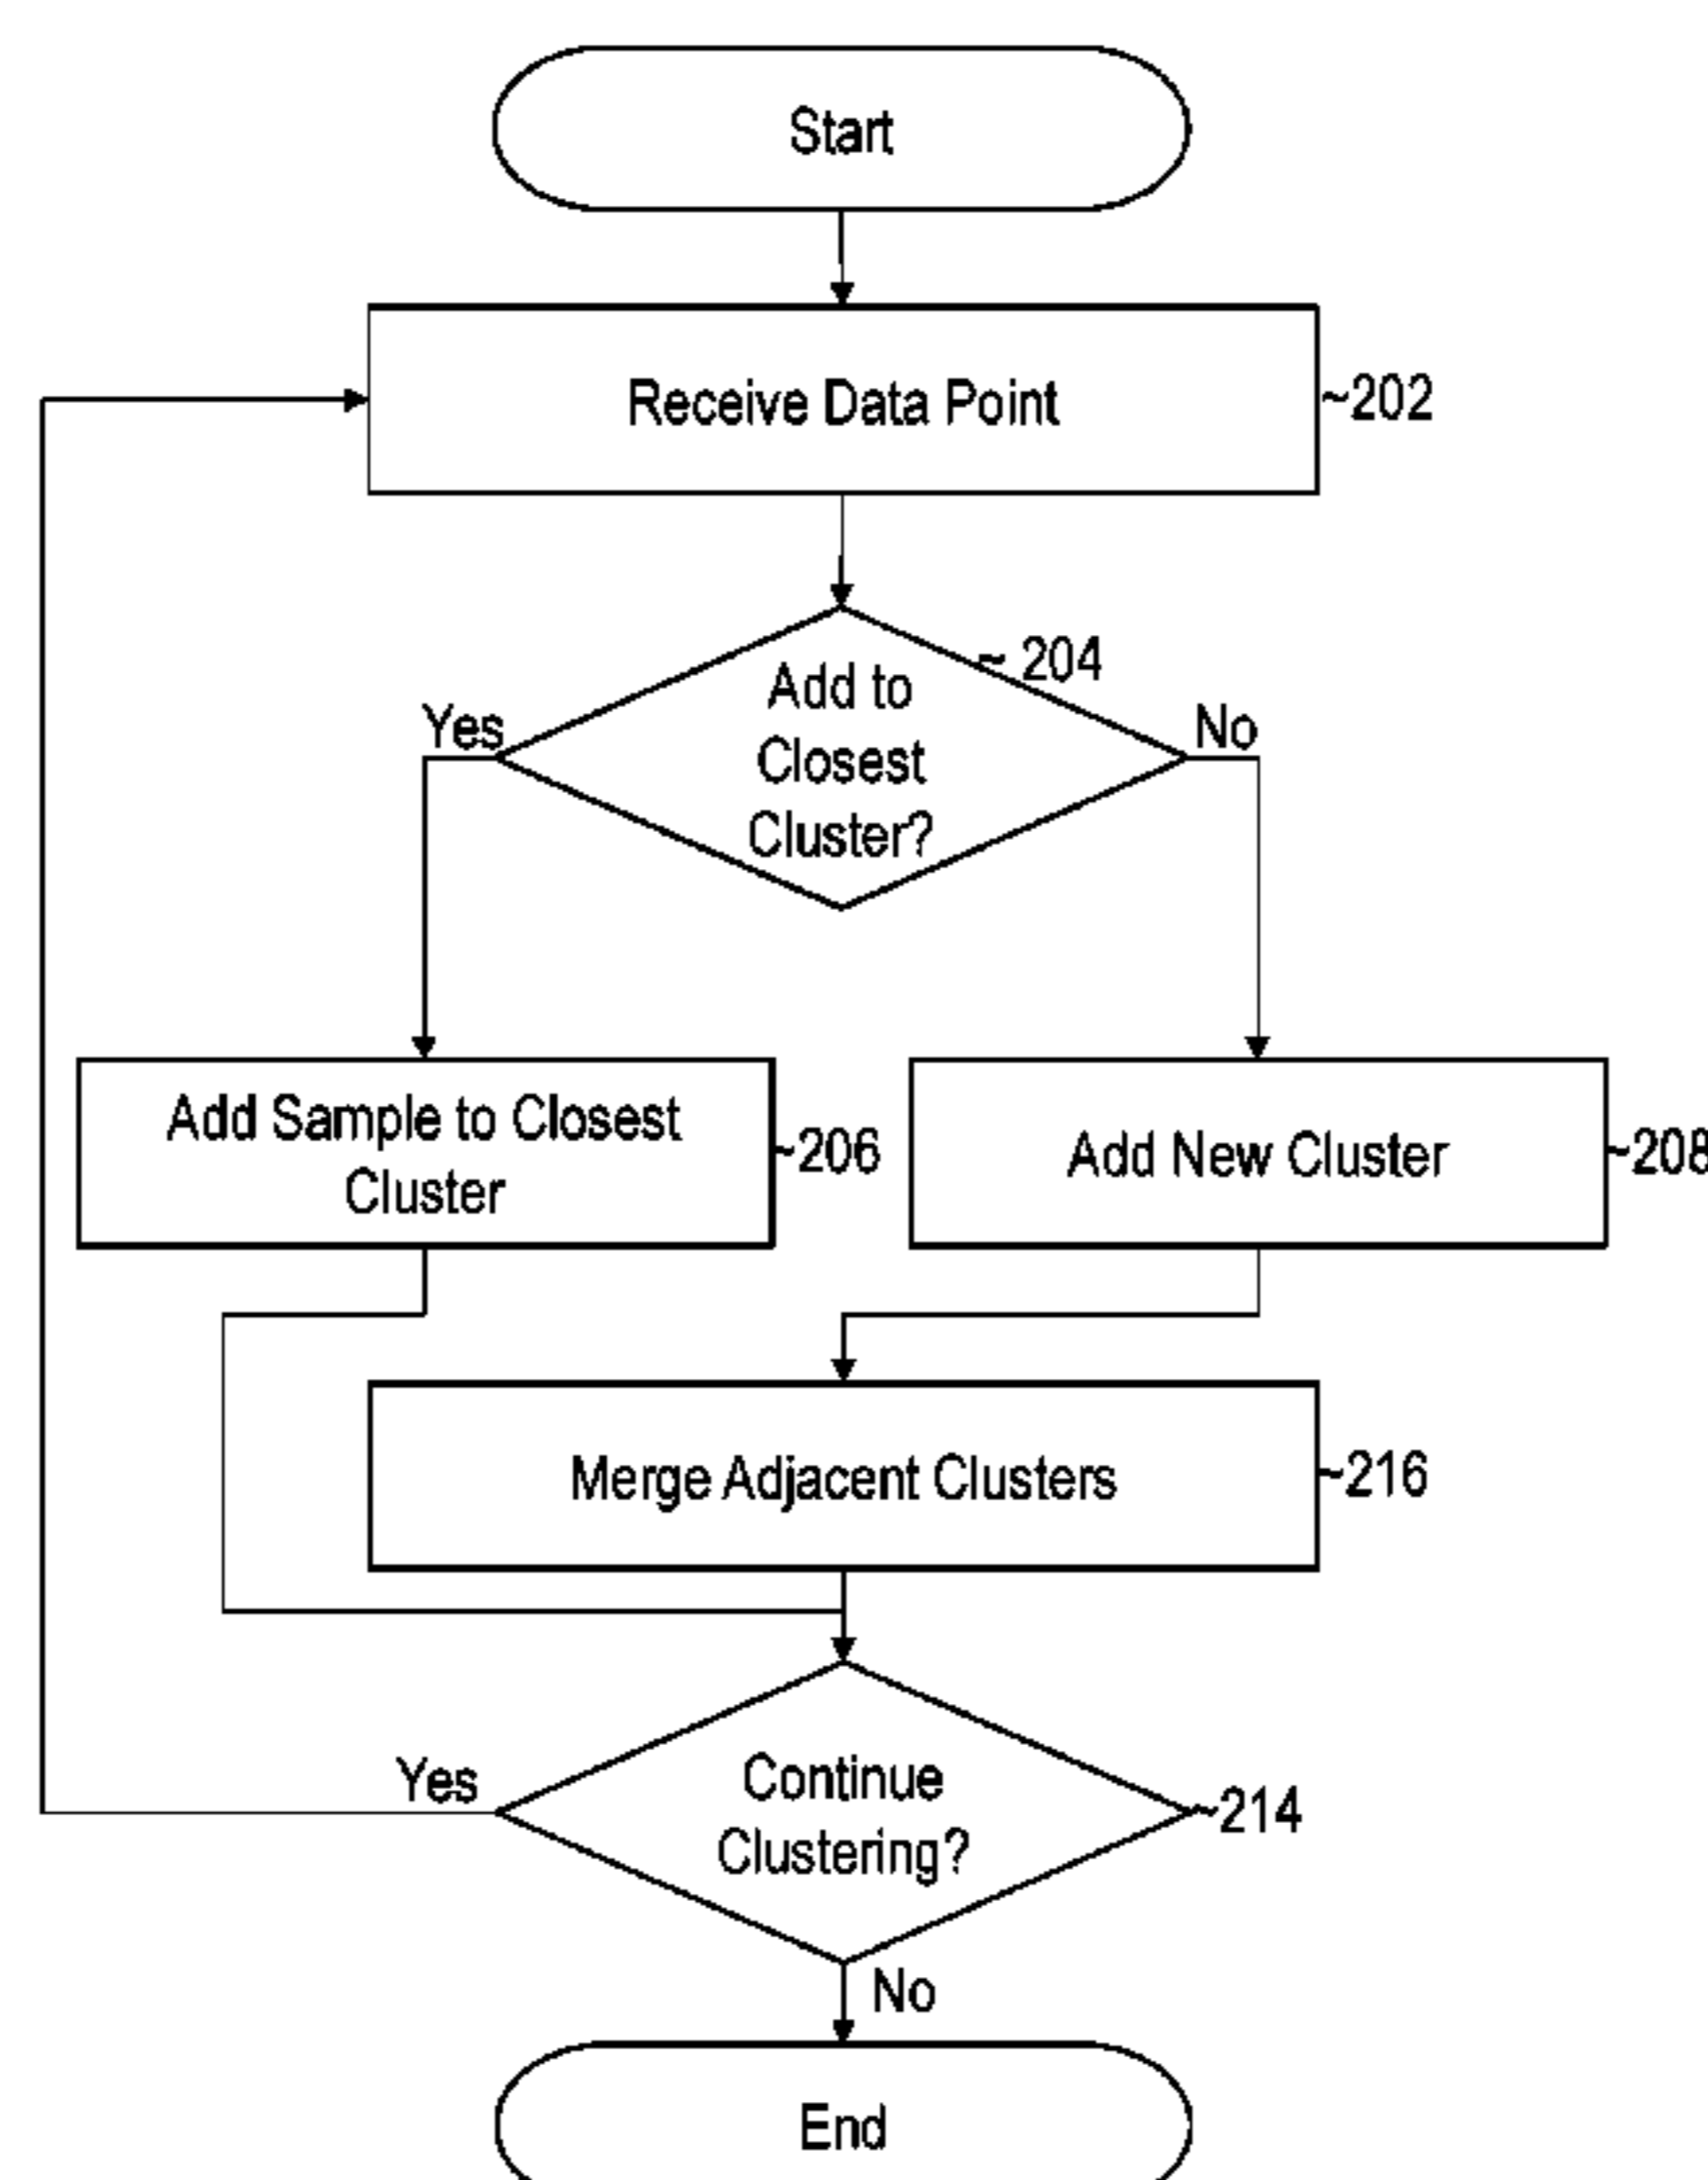 Start
Receive Data Point
~202
~ 204
Add to
Closest
Cluster?
Yes
No
Add Sample to Closest
Cluster
~206
Add New Cluster
~208
Merge Adjacent Clusters
~216
Continue
Clustering?
Yes
~214
No
End